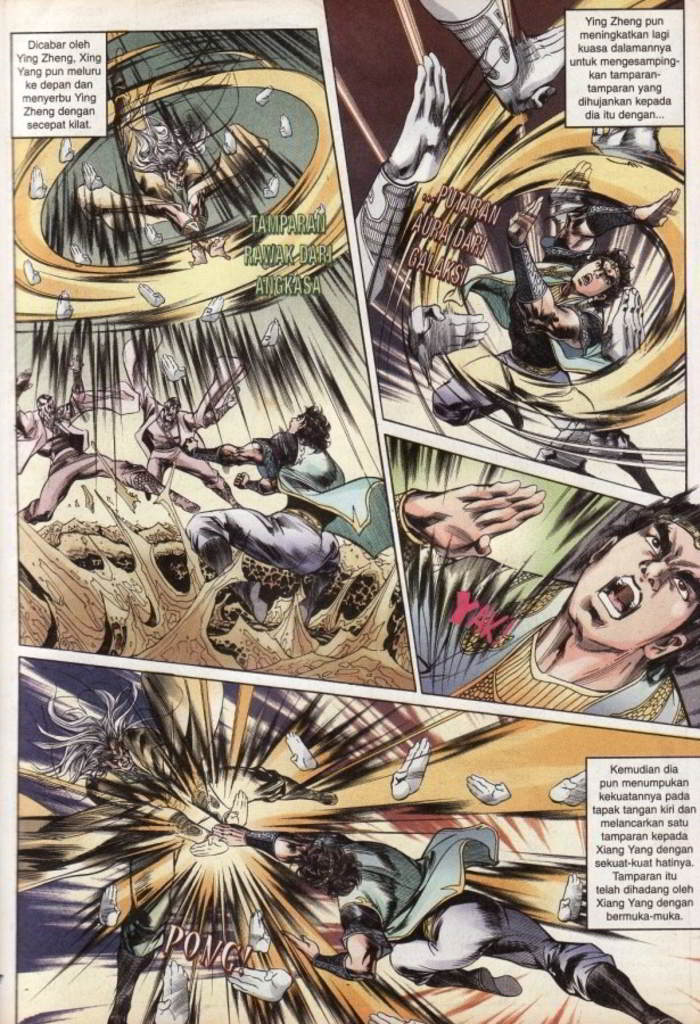 Dicabar oleh
Ying Zheng, Xing
Yang pun meluru
ke depan dan
menyerbu Ying
Zheng dengan
secepat kilat.
TAMPARAN
RAWAK DARI
ANGKASA
Ying Zheng pun
meningkatkan lagi
kuasa dalamannya
untuk mengesamping-
kan tamparan-
tamparan yang
dihujankan kepada
dia itu dengan...
...PUTARAN
AURA DARI
GALAKSI
YAK!
Kemudian dia
pun menumpukan
kekuatannya pada
tapak tangan kiri dan
melancarkan satu
tamparan kepada
Xiang Yang dengan
sekuat-kuat hatinya.
Tamparan itu
telah dihadang oleh
Xiang Yang dengan
bermuka-muka.
PONG!